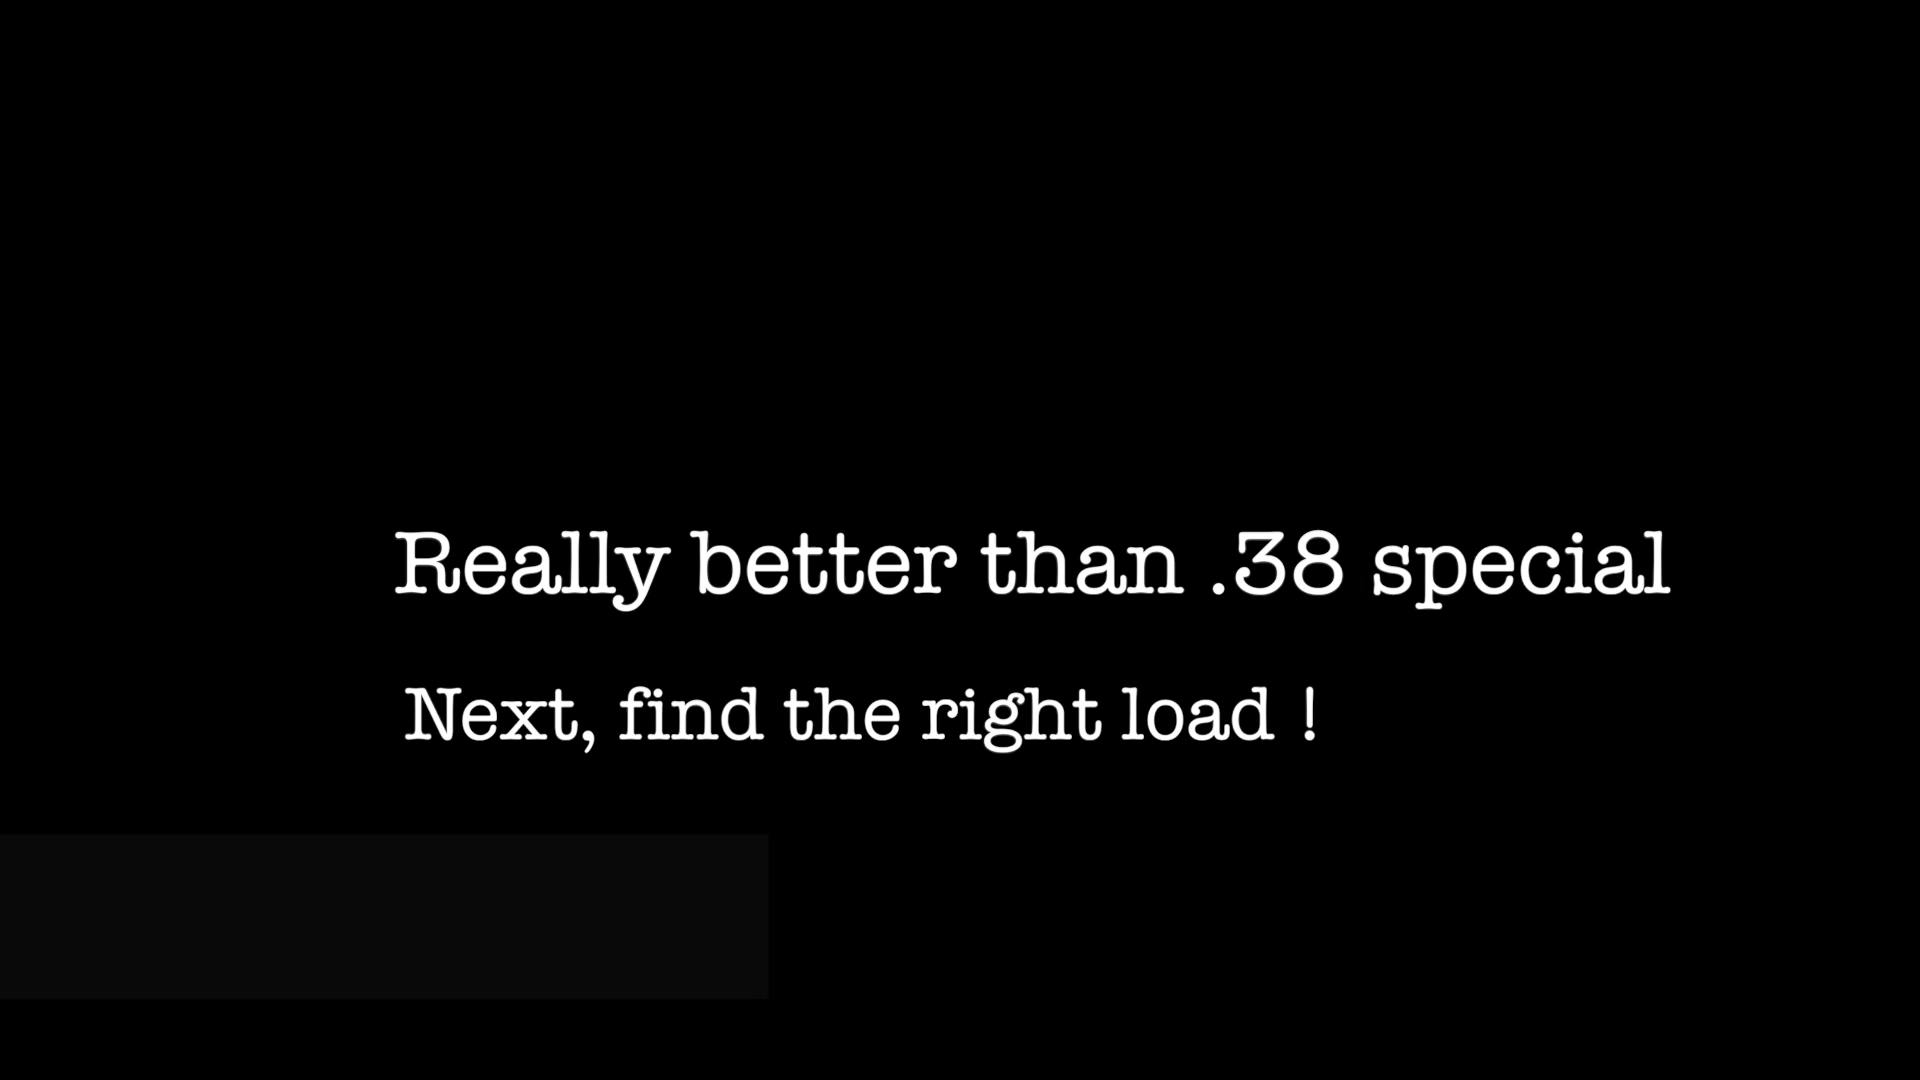 Really better than .38 special
Next, find the right load !